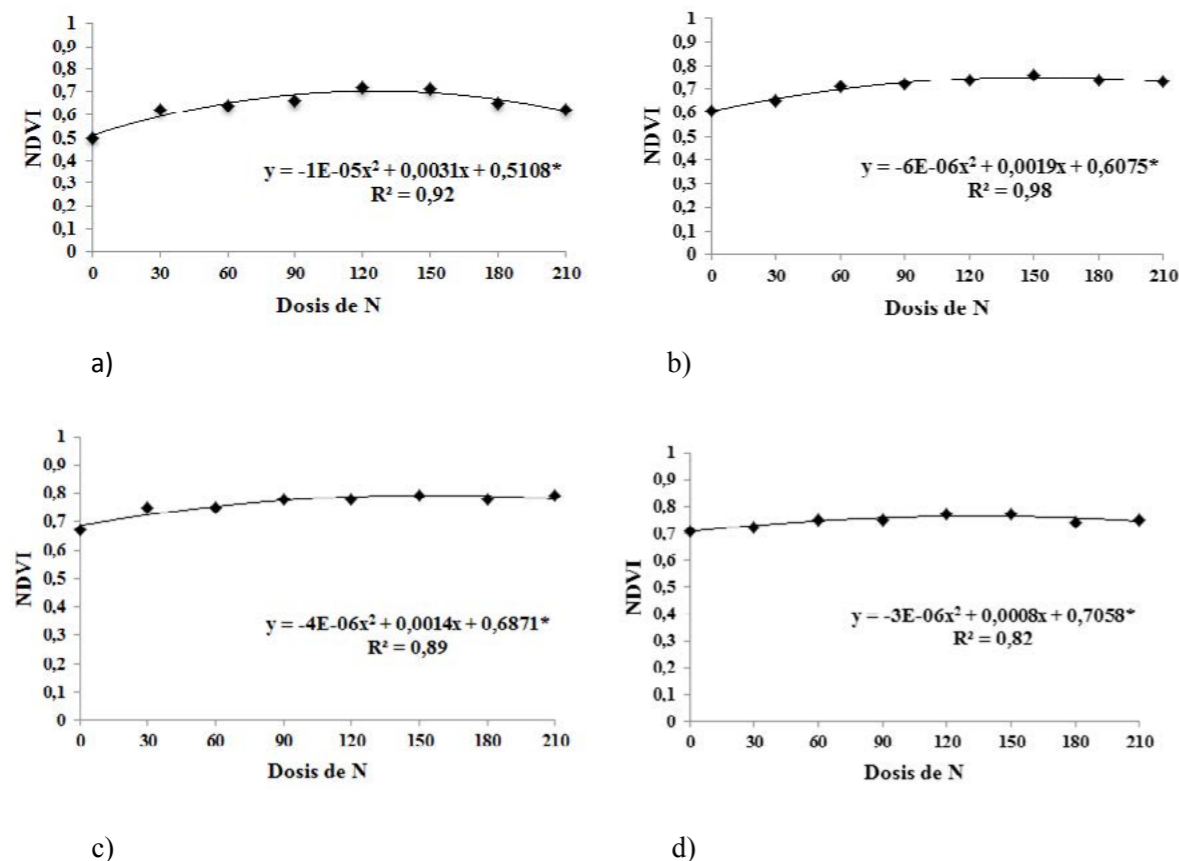 1
0,9
0,8
0,7
0,6
0,5
0,4
0,3
0,2
0,1
0
NDVI
y = -1E-05x² + 0,0031x + 0,5108*
R² = 0,92
0 30 60 90 120 150 180 210
Dosis de N
a)
1
0,9
0,8
0,7
0,6
0,5
0,4
0,3
0,2
0,1
0
NDVI
y = -6E-06x² + 0,0019x + 0,6075*
R² = 0,98
0 30 60 90 120 150 180 210
Dosis de N
b)
1
0,9
0,8
0,7
0,6
0,5
0,4
0,3
0,2
0,1
0
NDVI
y = -4E-06x² + 0,0014x + 0,6871*
R² = 0,89
0 30 60 90 120 150 180 210
Dosis de N
c)
1
0,9
0,8
0,7
0,6
0,5
0,4
0,3
0,2
0,1
0
NDVI
y = -3E-06x² + 0,0008x + 0,7058*
R² = 0,82
0 30 60 90 120 150 180 210
Dosis de N
d)